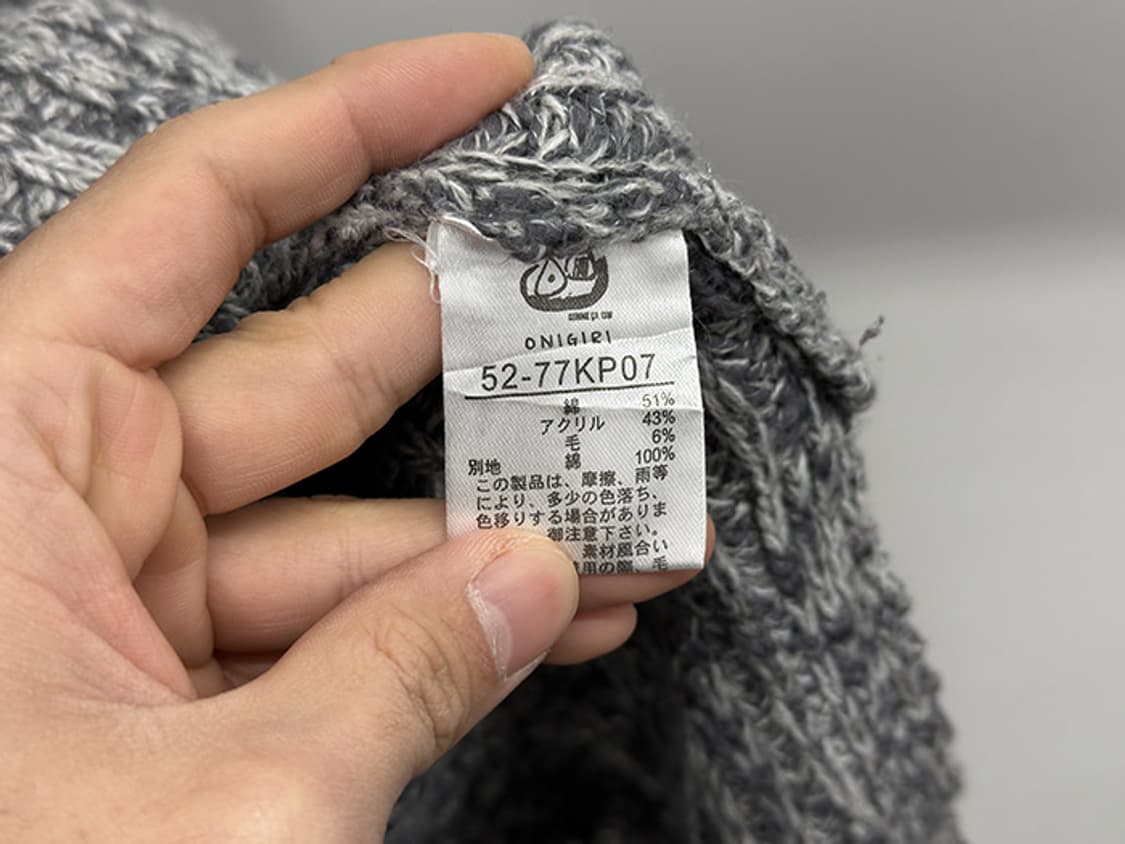 COMME ÇA ISM
ONIGIRI
52-77KP07
綿 51%
アクリル 43%
毛 6%
別地 綿 100%
この製品は、摩擦、雨等
により、多少の色落ち、
色移りする場合がありま
御注意下さい。
素材風合い
用の際、毛